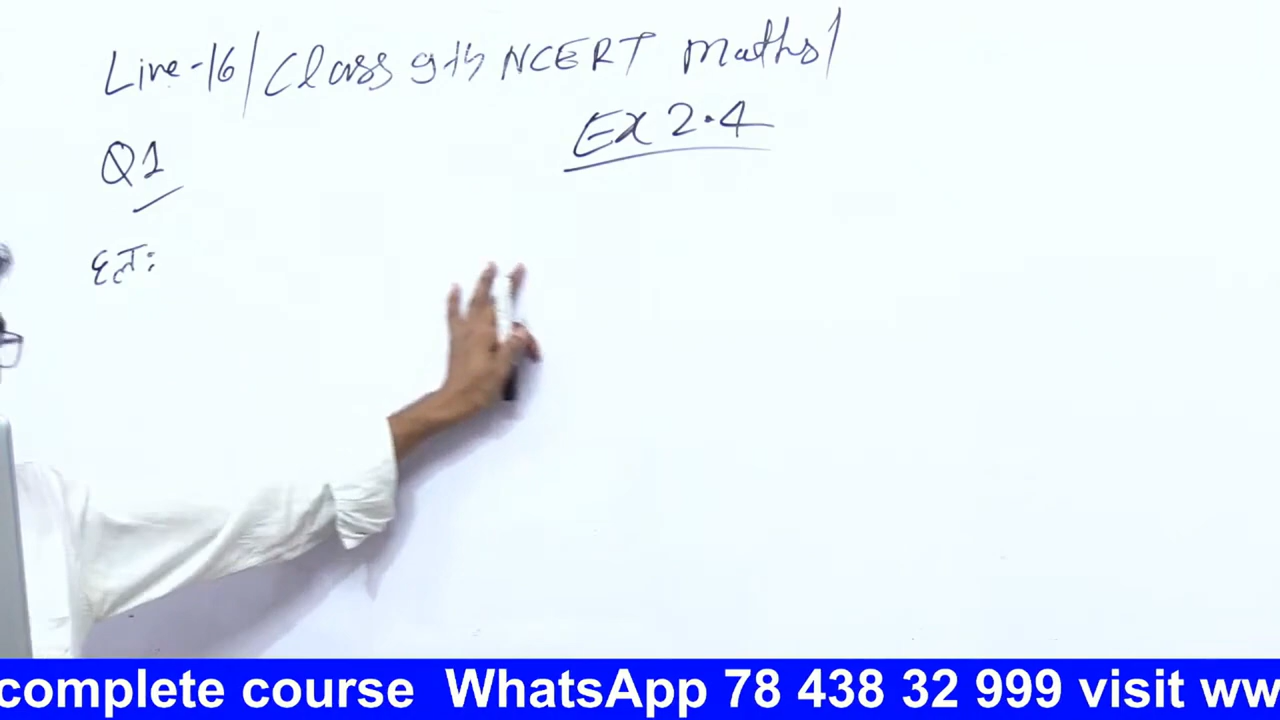 Live-16/Class 9th NCERT Maths/
Ex 2.4
Q1
हल:
complete course WhatsApp 78 438 32 999 visit ww